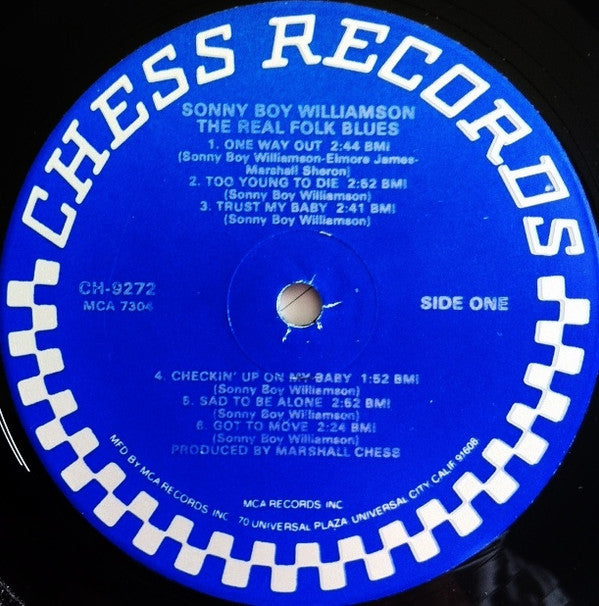 CHESS RECORDS
SONNY BOY WILLIAMSON
THE REAL FOLK BLUES
1. ONE WAY OUT 2:44 BMI
(Sonny Boy Williamson-Elmore James-
Marshall Sheron)
2. TOO YOUNG TO DIE 2:52 BMI
(Sonny Boy Williamson)
3. TRUST MY BABY 2:41 BMI
(Sonny Boy Williamson)
CH-9272
MCA 7304
SIDE ONE
4. CHECKIN' UP ON MY BABY 1:52 BMI
(Sonny Boy Williamson)
5. SAD TO BE ALONE 2:52 BMI
(Sonny Boy Williamson)
6. GOT TO MOVE 2:24 BMI
(Sonny Boy Williamson)
PRODUCED BY MARSHALL CHESS
MCA RECORDS INC
MFD BY MCA RECORDS INC 70 UNIVERSAL PLAZA UNIVERSAL CITY, CALIF. 91608